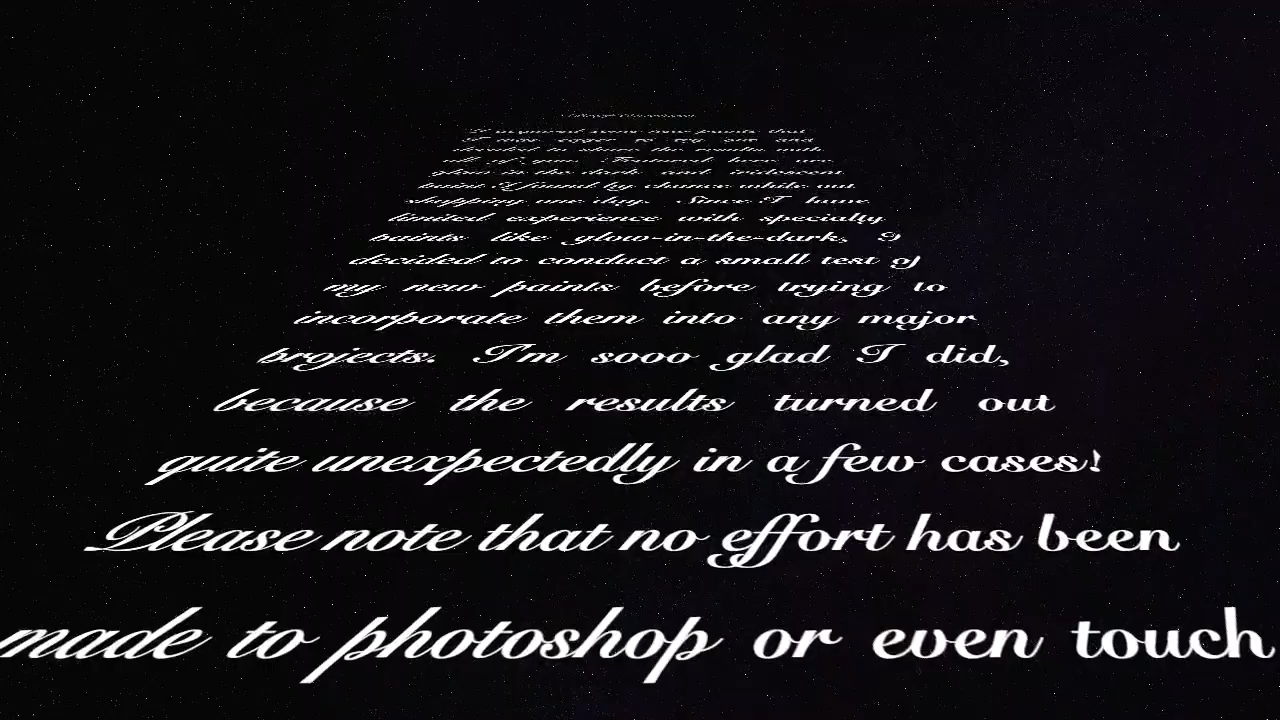 I acquired some new paints that
I was eager to try out and
decided to share the results with
all of you. Featured here are
glow in the dark and iridescent
paint I found by chance while out
shopping one day. Since I have
limited experience with specialty
paints like glow-in-the-dark, I
decided to conduct a small test of
my new paints before trying to
incorporate them into any major
projects. I'm sooo glad I did,
because the results turned out
quite unexpectedly in a few cases!
Please note that no effort has been
made to photoshop or even touch